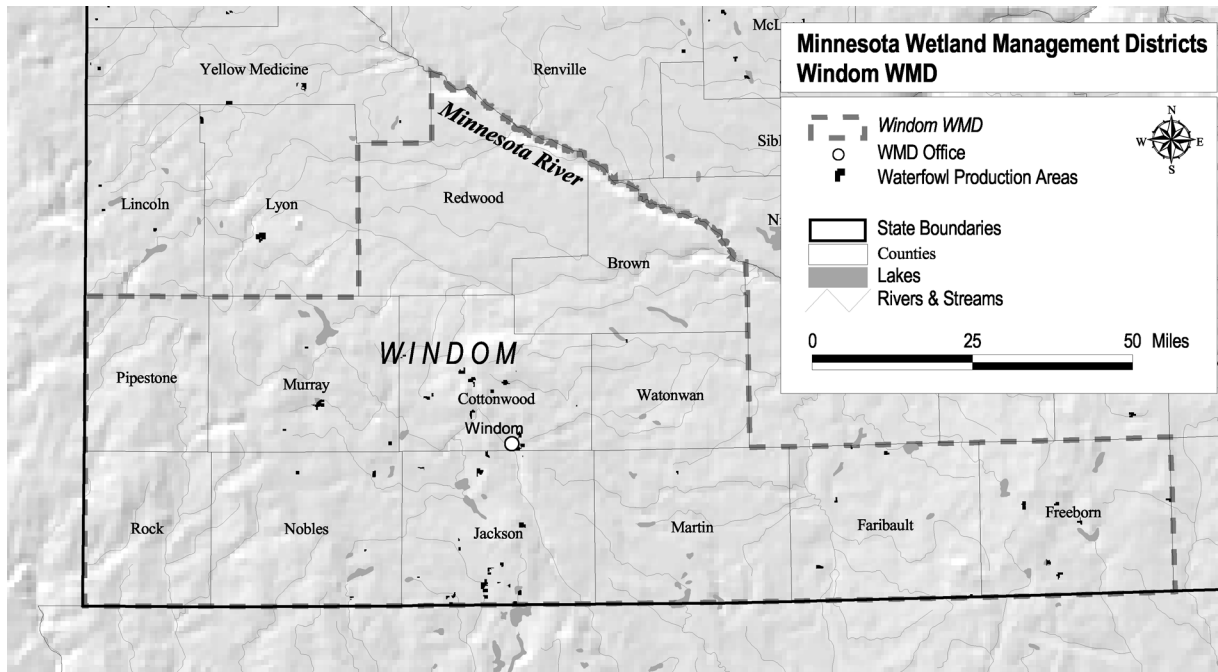 Minnesota Wetland Management Districts
Windom WMD
N
W E
S
Windom WMD
WMD Office
Waterfowl Production Areas
State Boundaries
Counties
Lakes
Rivers & Streams
0 25 50 Miles
Yellow Medicine
Renville
Minnesota River
Lincoln
Lyon
Redwood
Brown
WINDOM
Pipestone
Murray
Cottonwood
Watonwan
Windom
Rock
Nobles
Jackson
Martin
Faribault
Freeborn